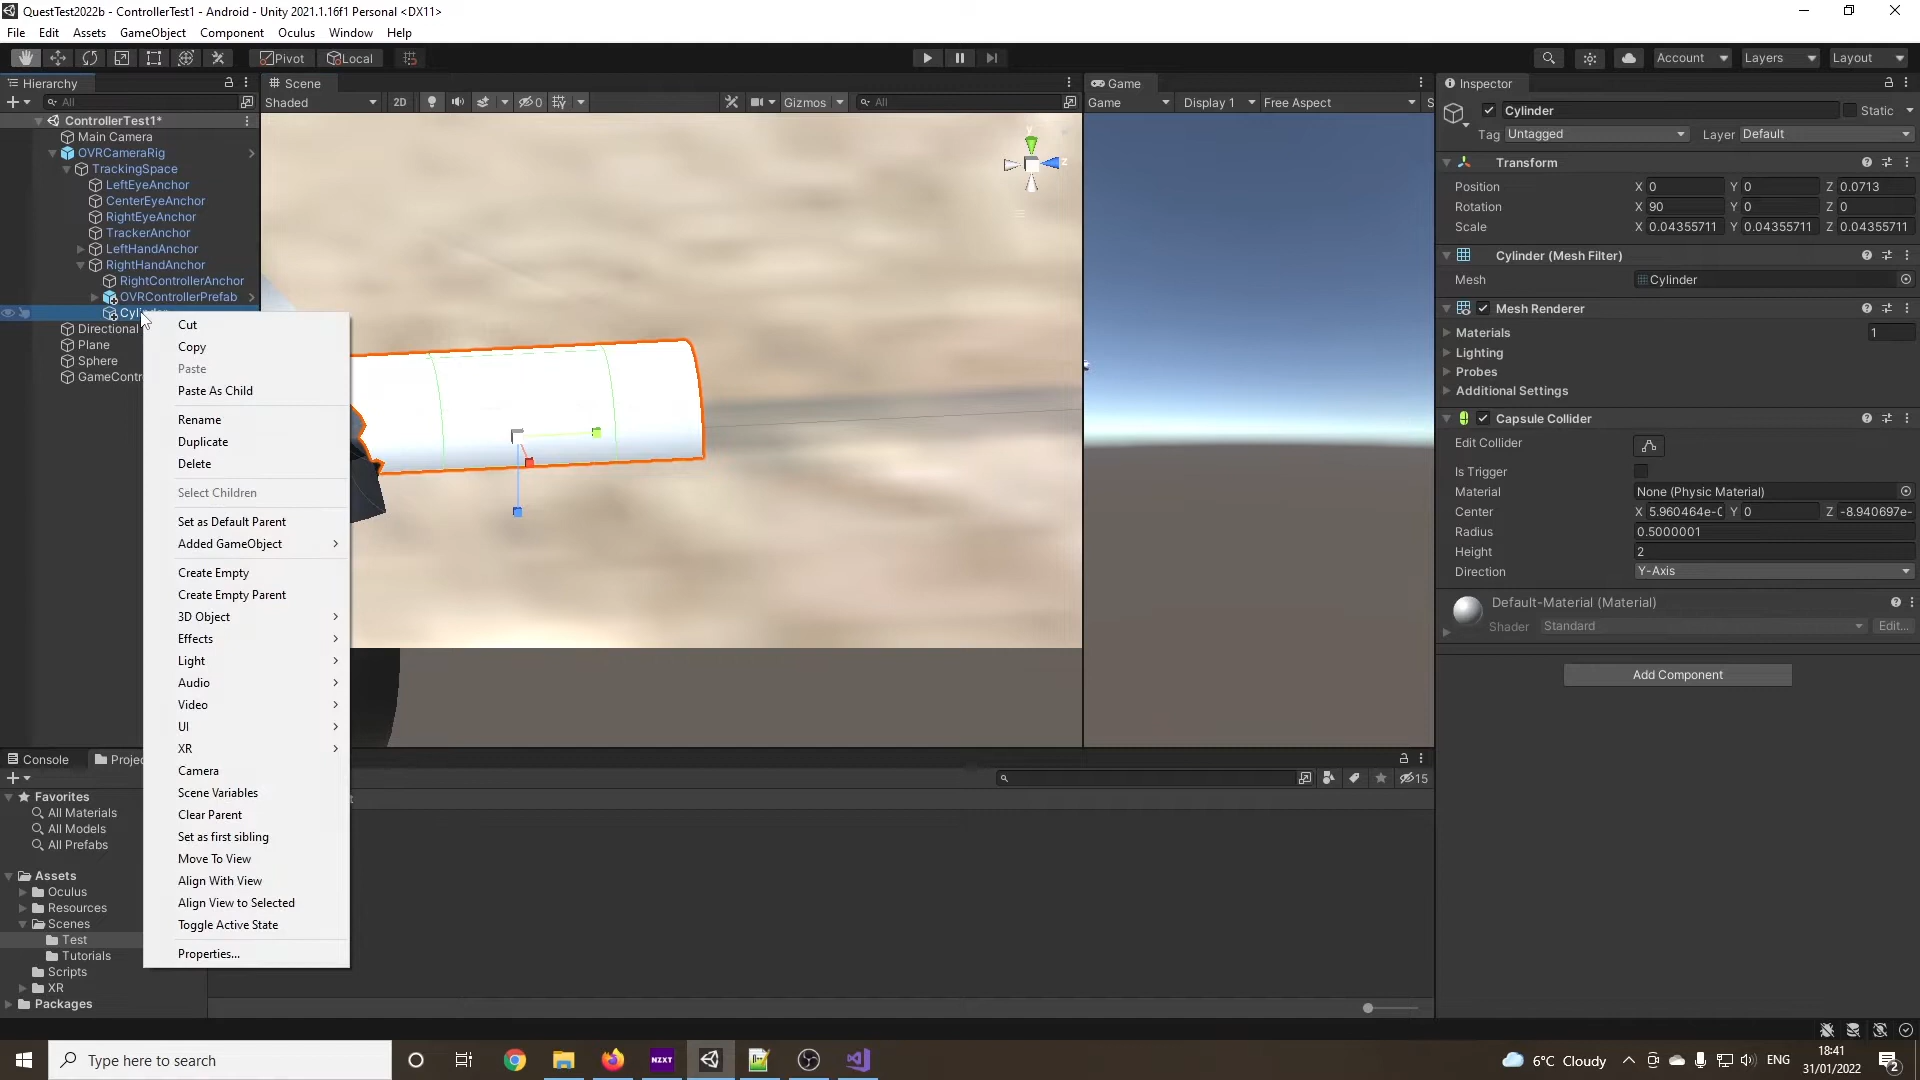 QuestTest2022b - ControllerTest1 - Android - Unity 2021.1.16f1 Personal <DX11>
File Edit Assets GameObject Component Oculus Window Help
Pivot Local Account Layers Layout
Hierarchy
All
ControllerTest1*
Main Camera
OVRCameraRig
TrackingSpace
LeftEyeAnchor
CenterEyeAnchor
RightEyeAnchor
TrackerAnchor
LeftHandAnchor
RightHandAnchor
RightControllerAnchor
OVRControllerPrefab
Directional
Plane
Sphere
GameContr
Cut
Copy
Paste
Paste As Child
Rename
Duplicate
Delete
Select Children
Set as Default Parent
Added GameObject
Create Empty
Create Empty Parent
3D Object
Effects
Light
Audio
Video
UI
XR
Camera
Scene Variables
Clear Parent
Set as first sibling
Move To View
Align With View
Align View to Selected
Toggle Active State
Properties...
Scene
Shaded 2D 0 Gizmos All
z
Game
Game Display 1 Free Aspect S
Inspector
Cylinder Static
Tag Untagged Layer Default
Transform
Position X 0 Y 0 Z 0.0713
Rotation X 90 Y 0 Z 0
Scale X 0.04355711 Y 0.04355711 Z 0.04355711
Cylinder (Mesh Filter)
Mesh Cylinder
Mesh Renderer
Materials 1
Lighting
Probes
Additional Settings
Capsule Collider
Edit Collider
Is Trigger
Material None (Physic Material)
Center X 5.960464e-0 Y 0 Z -8.940697e-
Radius 0.5000001
Height 2
Direction Y-Axis
Default-Material (Material)
Shader Standard Edit...
Add Component
Console Projec
15
Favorites
All Materials
All Models
All Prefabs
Assets
Oculus
Resources
Scenes
Test
Tutorials
Scripts
XR
Packages
Type here to search
NZXT
6°C Cloudy ENG
18:41
31/01/2022
2